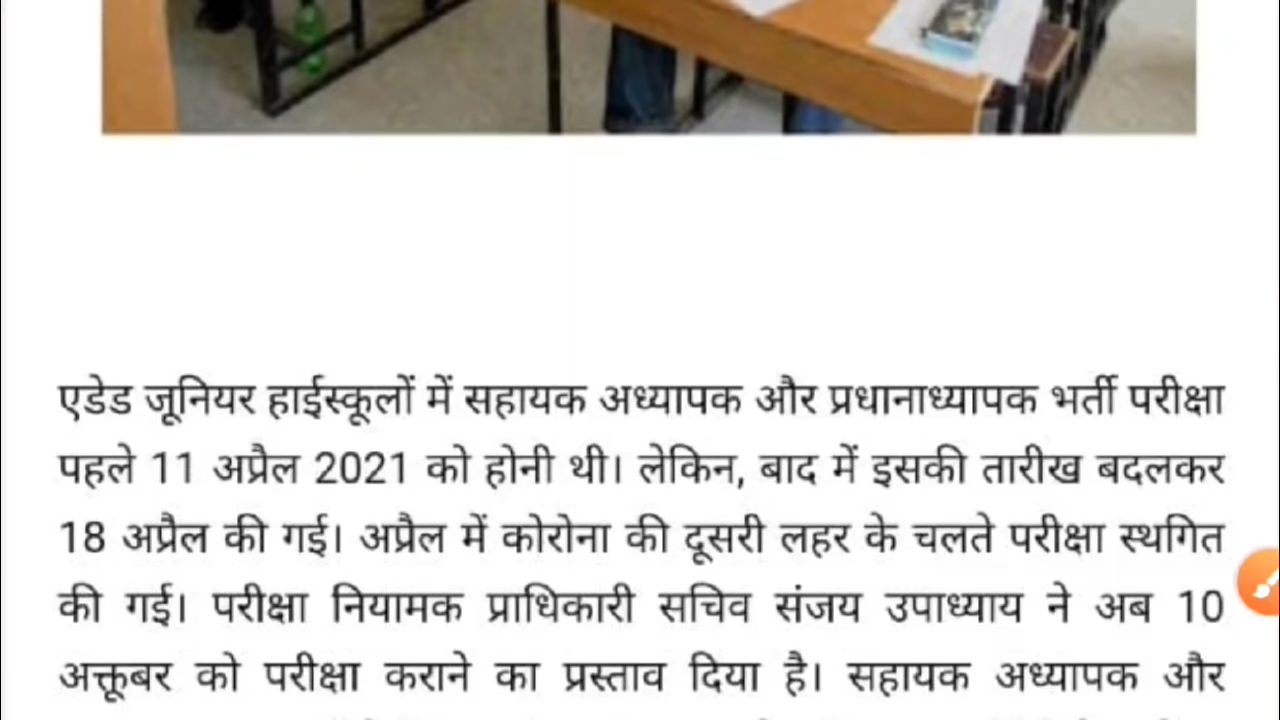 एडेड जूनियर हाईस्कूलों में सहायक अध्यापक और प्रधानाध्यापक भर्ती परीक्षा
पहले 11 अप्रैल 2021 को होनी थी। लेकिन, बाद में इसकी तारीख बदलकर
18 अप्रैल की गई। अप्रैल में कोरोना की दूसरी लहर के चलते परीक्षा स्थगित
की गई। परीक्षा नियामक प्राधिकारी सचिव संजय उपाध्याय ने अब 10
अक्तूबर को परीक्षा कराने का प्रस्ताव दिया है। सहायक अध्यापक और